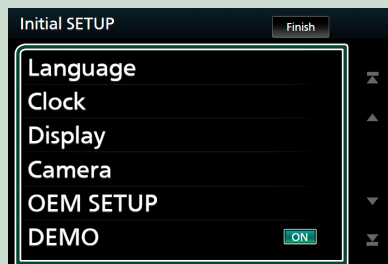 Initial SETUP
Finish
Language
Clock
Display
Camera
OEM SETUP
DEMO
ON